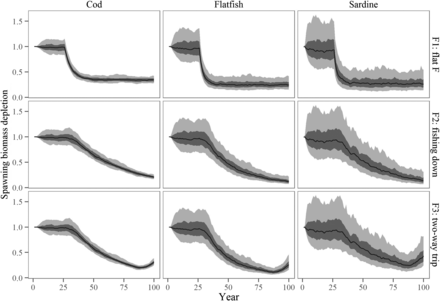 Cod Flatfish Sardine
Spawning biomass depletion
1.5
1.0
0.5
0.0
F1: flat F
1.5
1.0
0.5
0.0
F2: fishing down
1.5
1.0
0.5
0.0
F3: two-way trip
0 25 50 75 100 0 25 50 75 100 0 25 50 75 100
Year